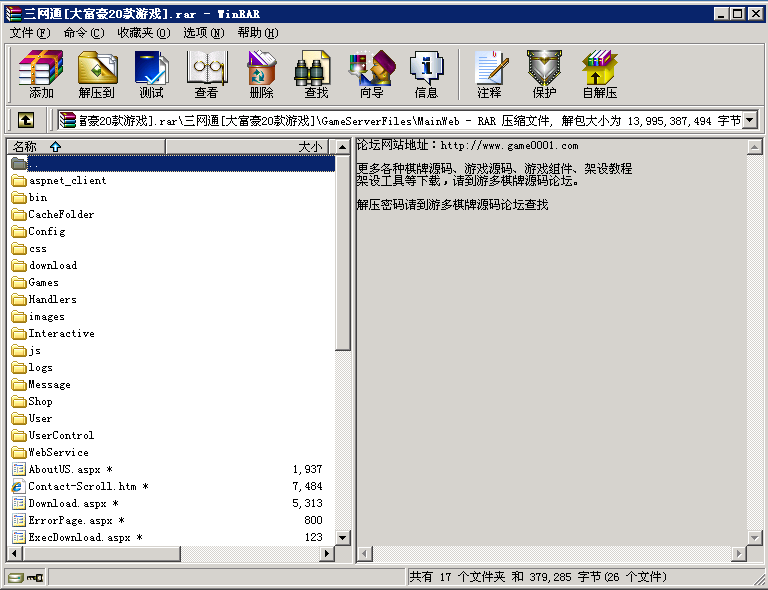 三网通[大富豪20款游戏].rar - WinRAR
文件(F) 命令(C) 收藏夹(O) 选项(N) 帮助(H)
添加 解压到 测试 查看 删除 查找 向导 信息 注释 保护 自解压
富豪20款游戏].rar\三网通[大富豪20款游戏]\GameServerFiles\MainWeb - RAR 压缩文件, 解包大小为 13,995,387,494 字节
名称 大小
..
aspnet_client
bin
CacheFolder
Config
css
download
Games
Handlers
images
Interactive
js
logs
Message
Shop
User
UserControl
WebService
AboutUS.aspx * 1,937
Contact-Scroll.htm * 7,484
Download.aspx * 5,313
ErrorPage.aspx * 800
ExecDownload.aspx * 123
论坛网站地址：http://www.game0001.com
更多各种棋牌源码、游戏源码、游戏组件、架设教程
架设工具等下载，请到游多棋牌源码论坛。
解压密码请到游多棋牌源码论坛查找
共有 17 个文件夹 和 379,285 字节(26 个文件)